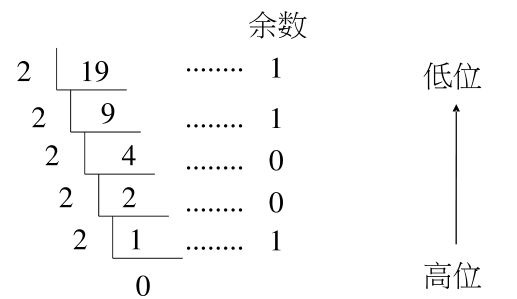 余数
2 19 ........ 1 低位
2 9 ........ 1
2 4 ........ 0
2 2 ........ 0
2 1 ........ 1
0 高位